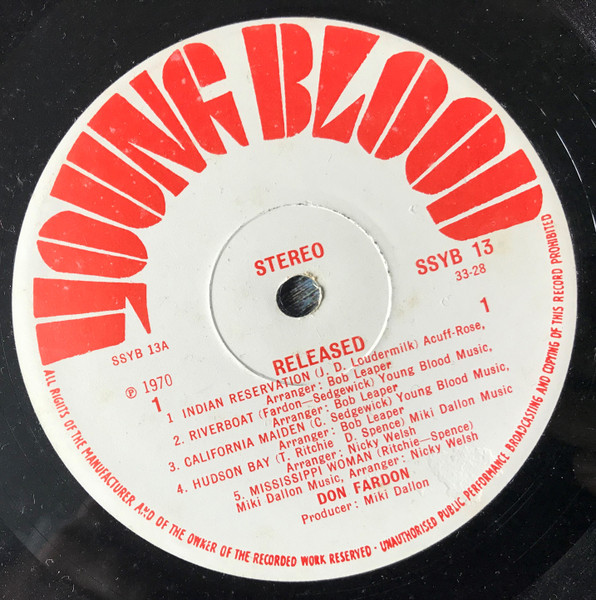 YOUNG BLOOD
STEREO
SSYB 13
33-28
1
SSYB 13A
℗ 1970
1
RELEASED
1 INDIAN RESERVATION (J. D. Loudermilk) Acuff-Rose,
Arranger: Bob Leaper
2. RIVERBOAT (Fardon—Sedgewick) Young Blood Music,
Arranger: Bob Leaper
3. CALIFORNIA MAIDEN (C. Sedgewick) Young Blood Music,
Arranger: Bob Leaper
4. HUDSON BAY (T. Ritchie D. Spence) Miki Dallon Music
Arranger: Nicky Welsh
5. MISSISSIPPI WOMAN (Ritchie—Spence)
Miki Dallon Music, Arranger: Nicky Welsh
DON FARDON
Producer: Miki Dallon
ALL RIGHTS OF THE MANUFACTURER AND OF THE OWNER OF THE RECORDED WORK RESERVED · UNAUTHORISED PUBLIC PERFORMANCE BROADCASTING AND COPYING OF THIS RECORD PROHIBITED